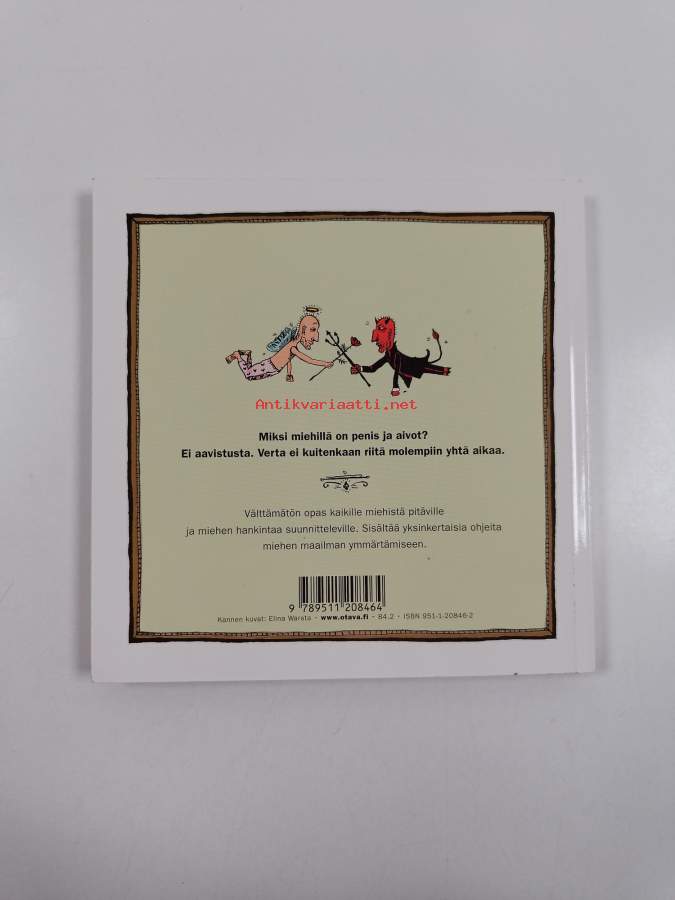 Antikvariaatti.net
Miksi miehillä on penis ja aivot?
Ei aavistusta. Verta ei kuitenkaan riitä molempiin yhtä aikaa.
Välttämätön opas kaikille miehistä pitäville
ja miehen hankintaa suunnitteleville. Sisältää yksinkertaisia ohjeita
miehen maailman ymmärtämiseen.
9 789511 208464
Kannen kuvat: Elina Warsta · www.otava.fi · 84.2 · ISBN 951-1-20846-2